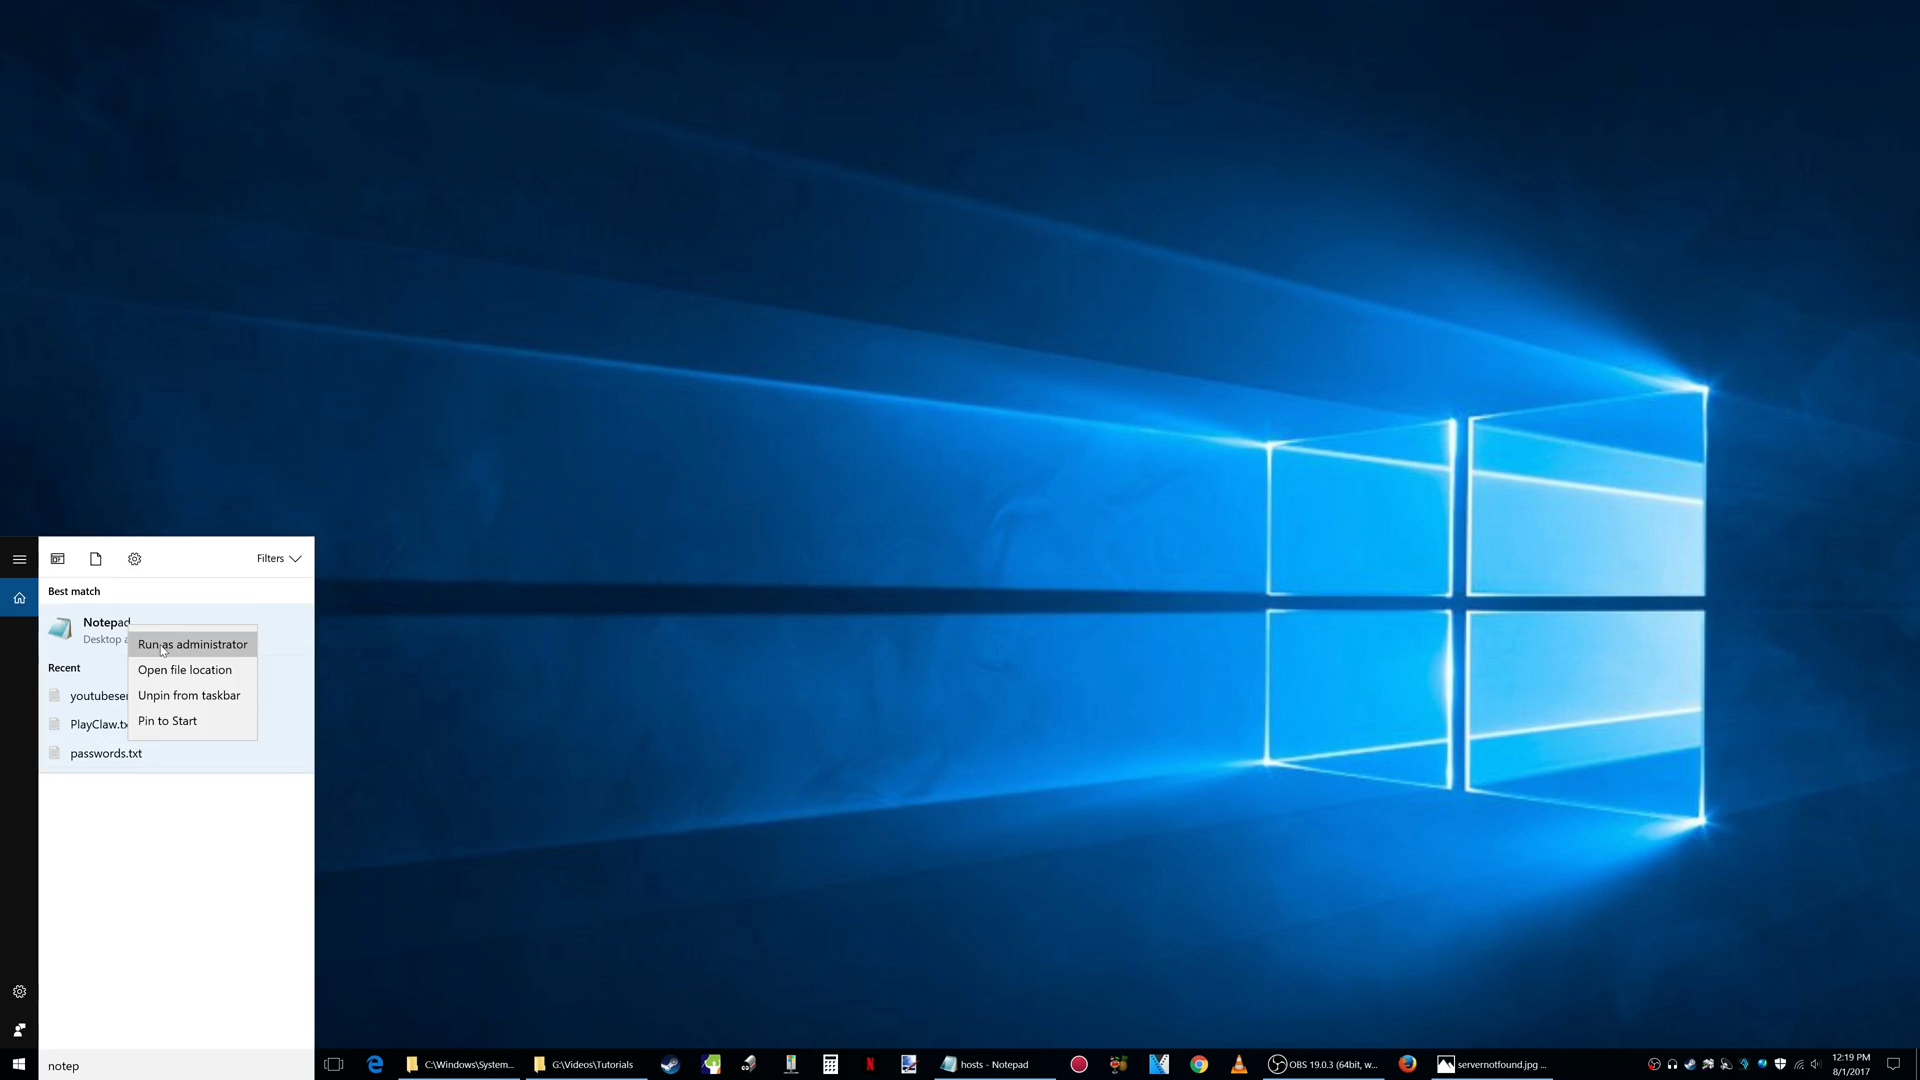 Filters
Best match
Notepad
Desktop a
Run as administrator
Recent
Open file location
youtubeser
Unpin from taskbar
PlayClaw.tx
Pin to Start
passwords.txt
notep
C:\Windows\System...
G:\Videos\Tutorials
hosts - Notepad
OBS 19.0.3 (64bit, w...
servernotfound.jpg ...
12:19 PM
8/1/2017